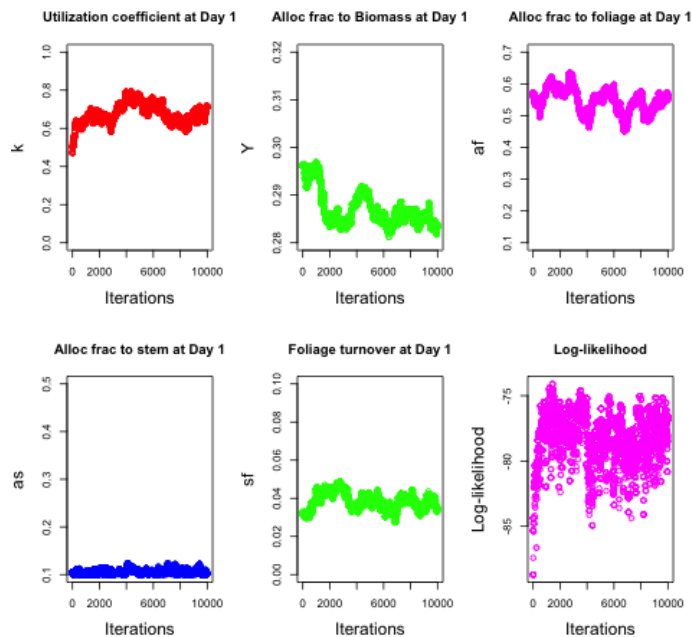 Utilization coefficient at Day 1
Alloc frac to Biomass at Day 1
Alloc frac to foliage at Day 1
k
0.0 0.2 0.4 0.6 0.8 1.0
0 2000 6000 10000
Iterations
Y
0.28 0.29 0.30 0.31 0.32
0 2000 6000 10000
Iterations
af
0.1 0.2 0.3 0.4 0.5 0.6 0.7
0 2000 6000 10000
Iterations
Alloc frac to stem at Day 1
Foliage turnover at Day 1
Log-likelihood
as
0.1 0.2 0.3 0.4 0.5
0 2000 6000 10000
Iterations
sf
0.00 0.02 0.04 0.06 0.08 0.10
0 2000 6000 10000
Iterations
Log-likelihood
-85 -80 -75
0 2000 6000 10000
Iterations